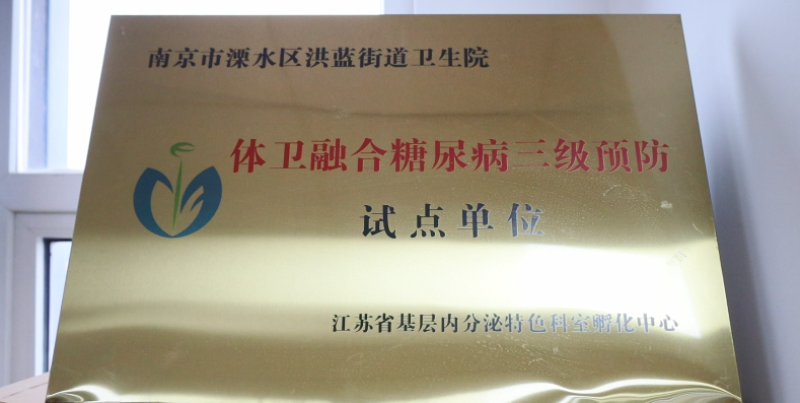 南京市溧水区洪蓝街道卫生院
体卫融合糖尿病三级预防
试点单位
江苏省基层内分泌特色科室孵化中心